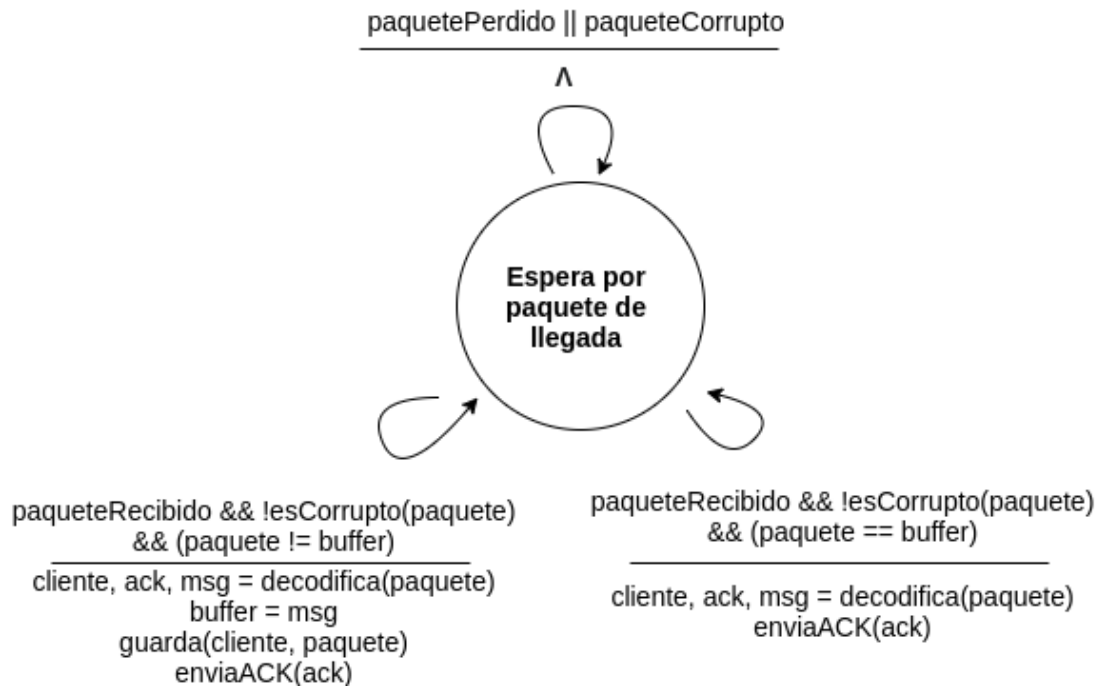 paquetePerdido || paqueteCorrupto
Λ
Espera por
paquete de
llegada
paqueteRecibido && !esCorrupto(paquete)
&& (paquete != buffer)
cliente, ack, msg = decodifica(paquete)
buffer = msg
guarda(cliente, paquete)
enviaACK(ack)
paqueteRecibido && !esCorrupto(paquete)
&& (paquete == buffer)
cliente, ack, msg = decodifica(paquete)
enviaACK(ack)